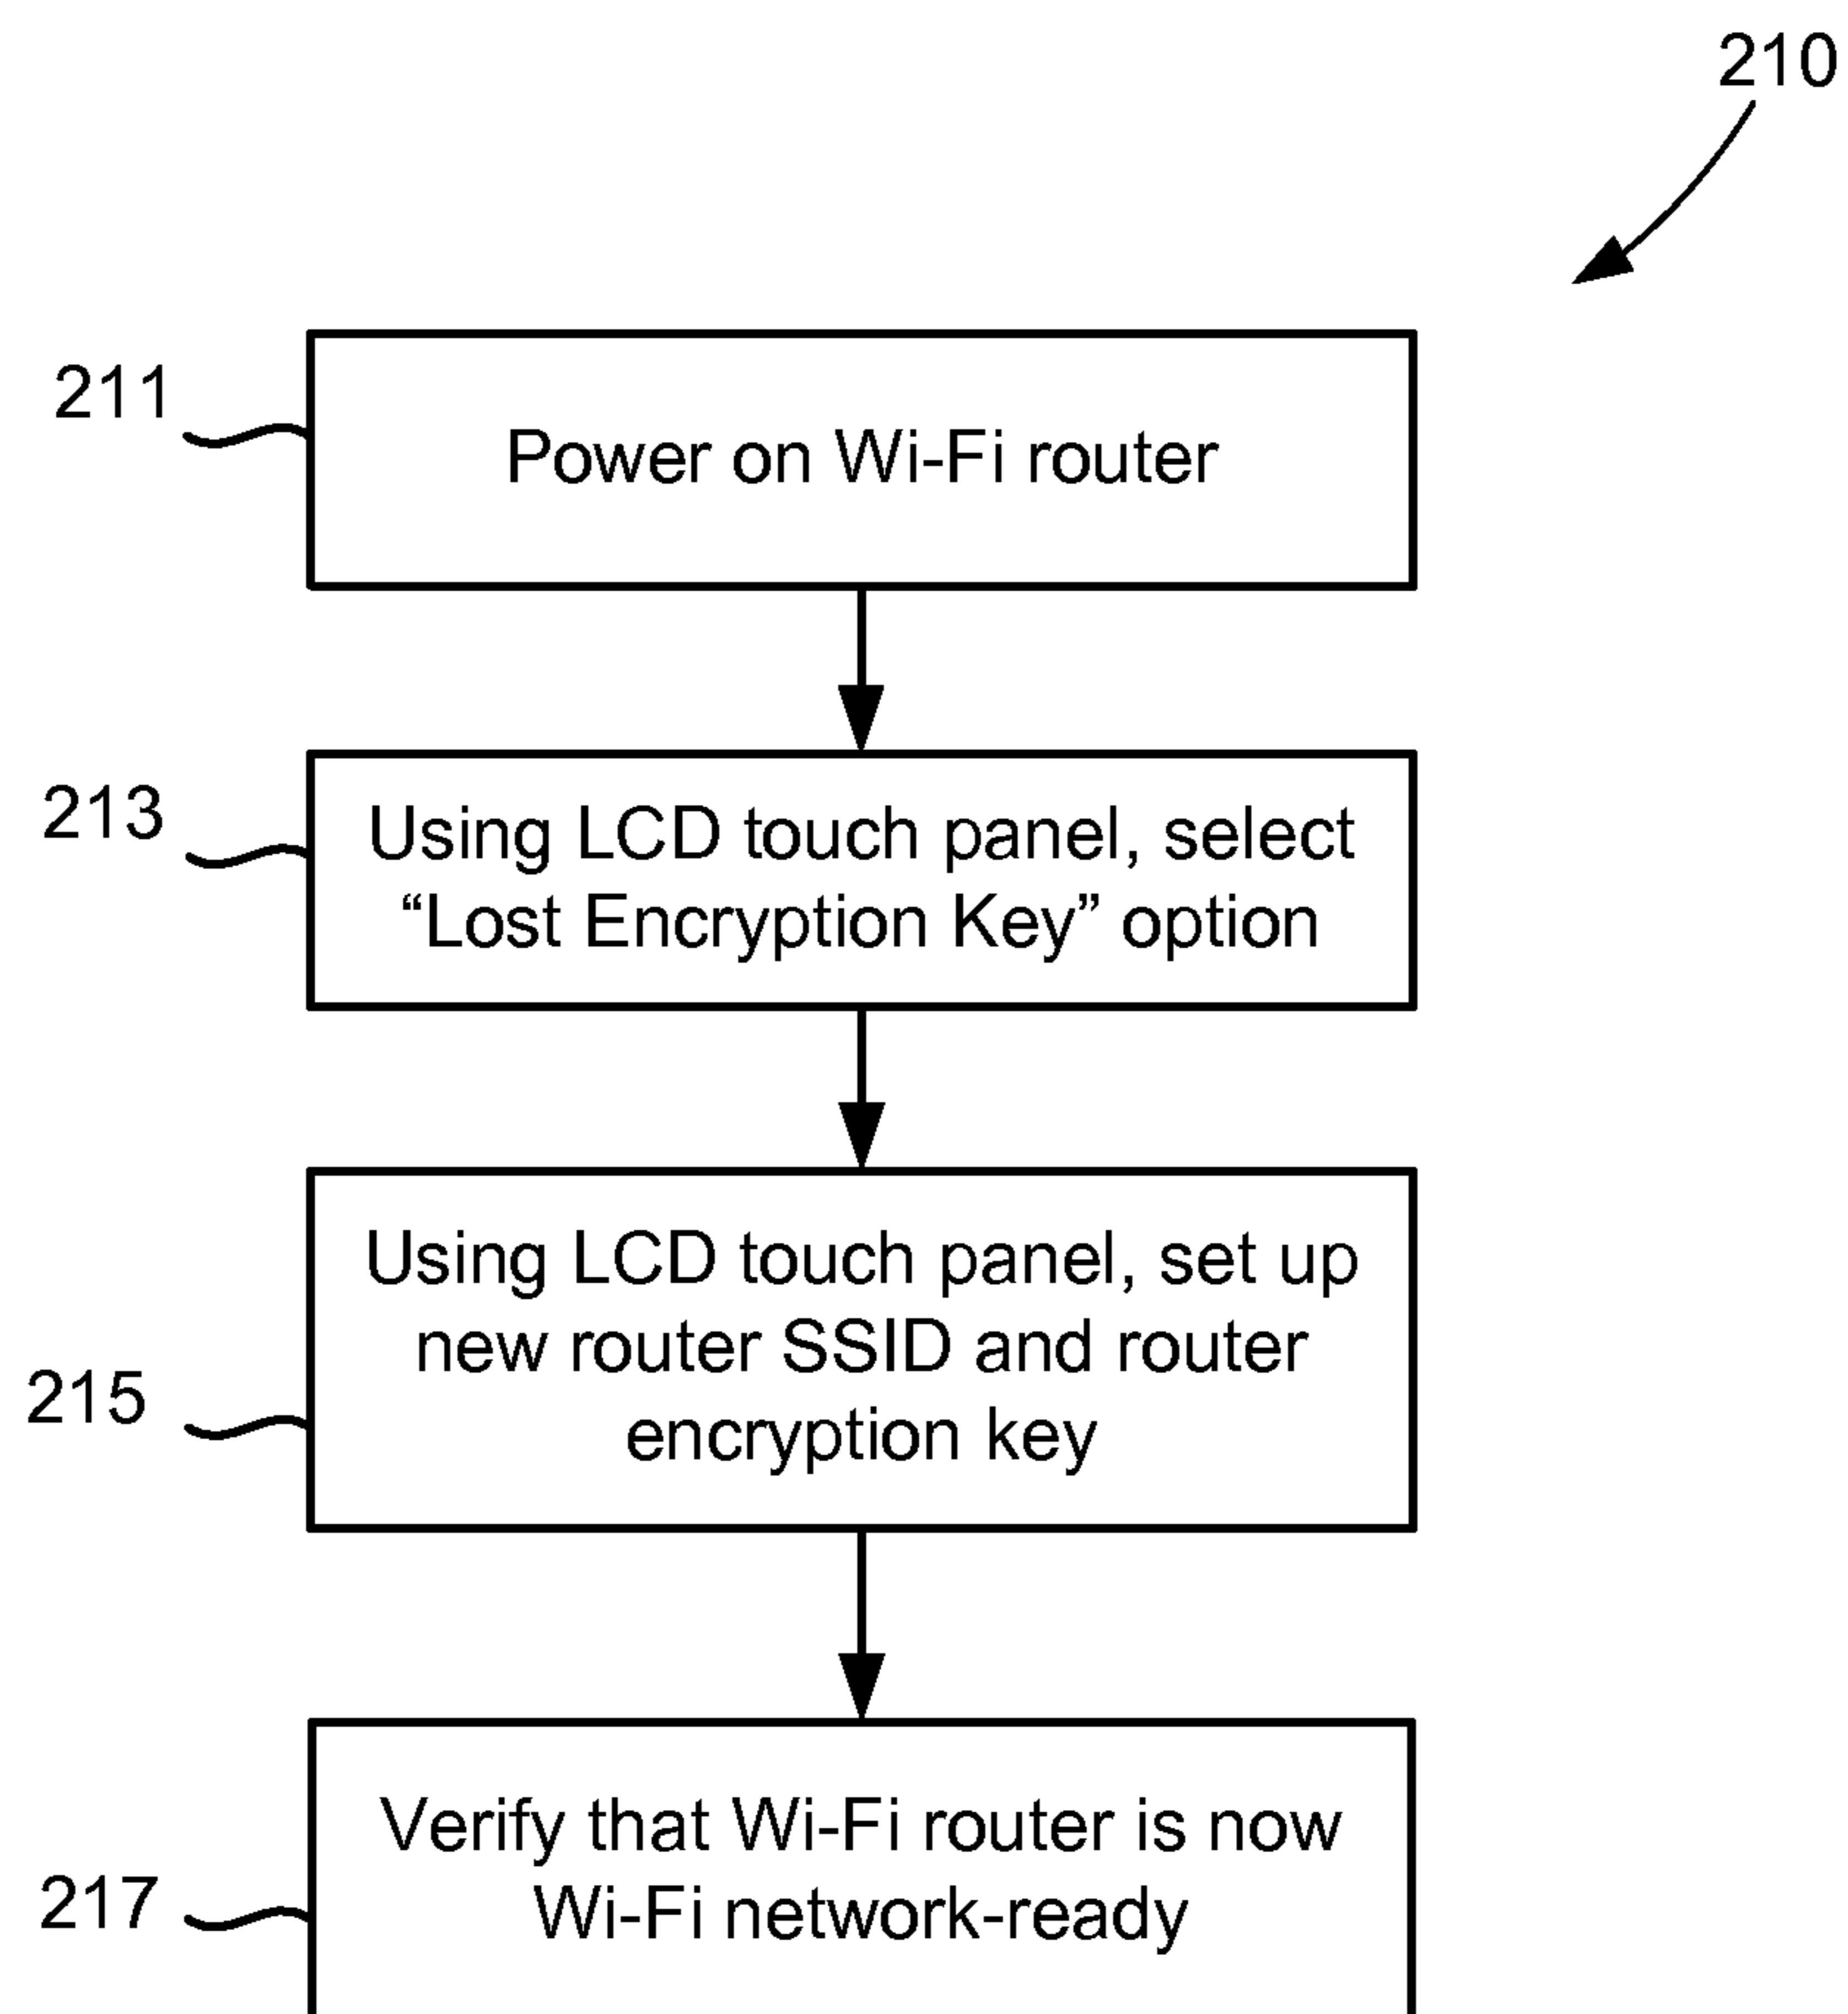 210
211
Power on Wi-Fi router
213
Using LCD touch panel, select
“Lost Encryption Key” option
Using LCD touch panel, set up
new router SSID and router
215
encryption key
Verify that Wi-Fi router is now
217
Wi-Fi network-ready